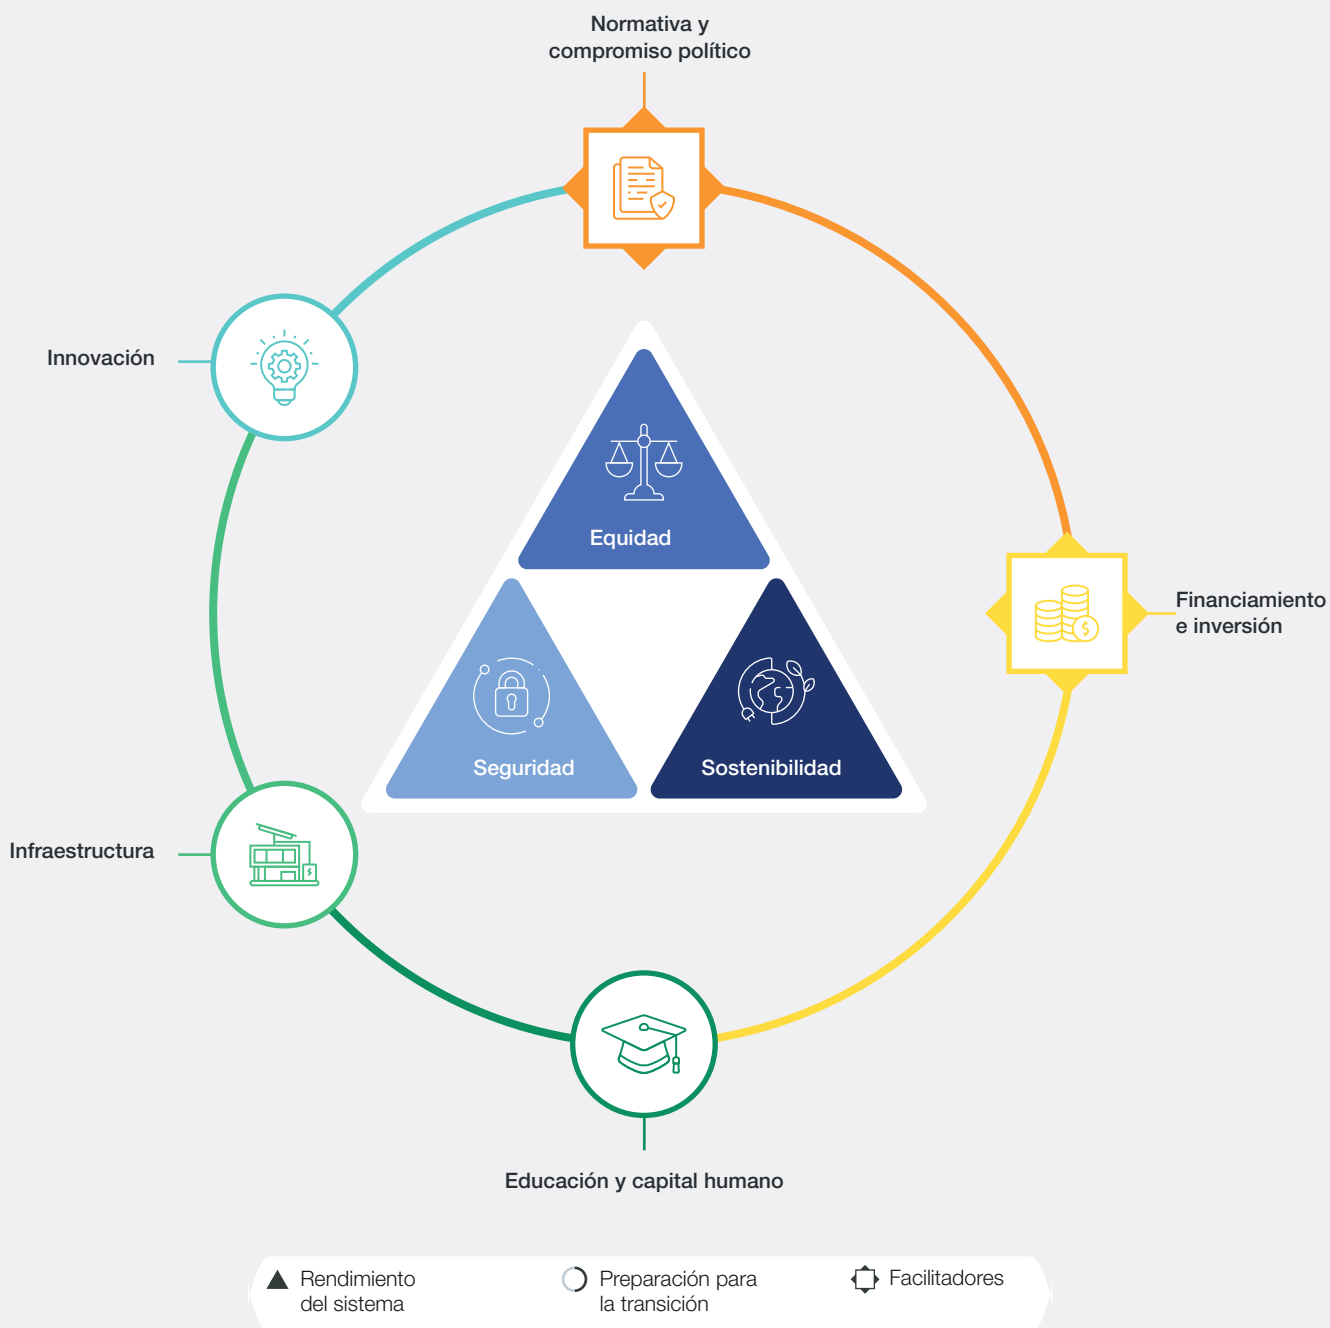 Normativa y
compromiso político
Innovación
Equidad
Financiamiento
e inversión
Seguridad
Sostenibilidad
Infraestructura
Educación y capital humano
Rendimiento
del sistema
Preparación para
la transición
Facilitadores